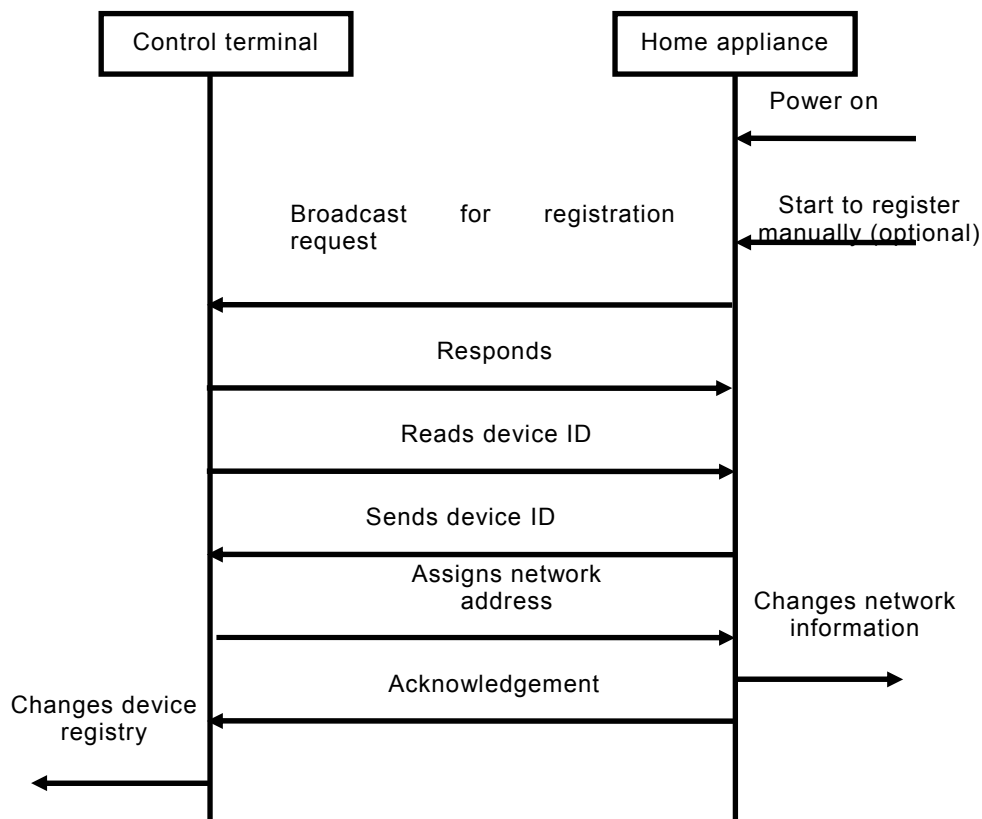 Control terminal
Home appliance
Power on
Start to register
manually (optional)
Broadcast for registration
request
Responds
Reads device ID
Sends device ID
Assigns network
address
Changes network
information
Acknowledgement
Changes device
registry